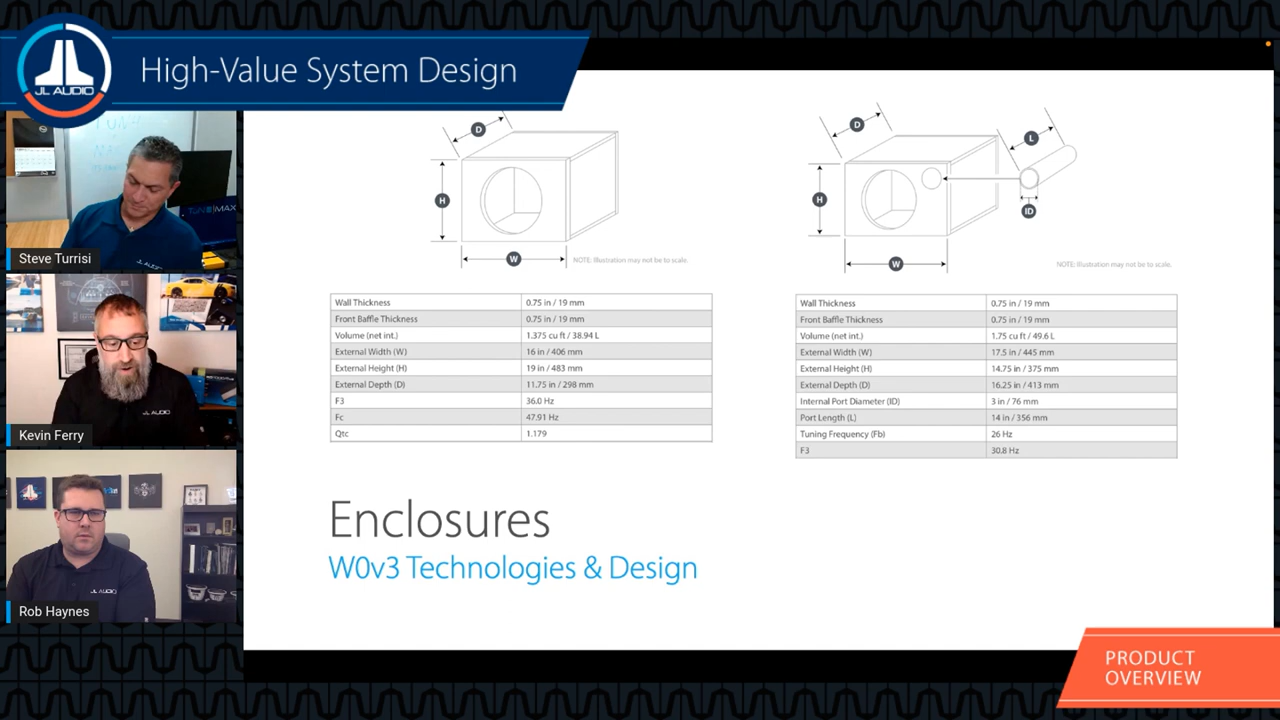 JL AUDIO
High-Value System Design
Steve Turrisi
Kevin Ferry
JL AUDIO
Rob Haynes
JL AUDIO
D
H
W
NOTE: Illustration may not be to scale.
Wall Thickness 0.75 in / 19 mm
Front Baffle Thickness 0.75 in / 19 mm
Volume (net int.) 1.375 cu ft / 38.94 L
External Width (W) 16 in / 406 mm
External Height (H) 19 in / 483 mm
External Depth (D) 11.75 in / 298 mm
F3 36.0 Hz
Fc 47.91 Hz
Qtc 1.179
D
L
H
ID
W
NOTE: Illustration may not be to scale.
Wall Thickness 0.75 in / 19 mm
Front Baffle Thickness 0.75 in / 19 mm
Volume (net int.) 1.75 cu ft / 49.6 L
External Width (W) 17.5 in / 445 mm
External Height (H) 14.75 in / 375 mm
External Depth (D) 16.25 in / 413 mm
Internal Port Diameter (ID) 3 in / 76 mm
Port Length (L) 14 in / 356 mm
Tuning Frequency (Fb) 26 Hz
F3 30.8 Hz
Enclosures
W0v3 Technologies & Design
PRODUCT
OVERVIEW